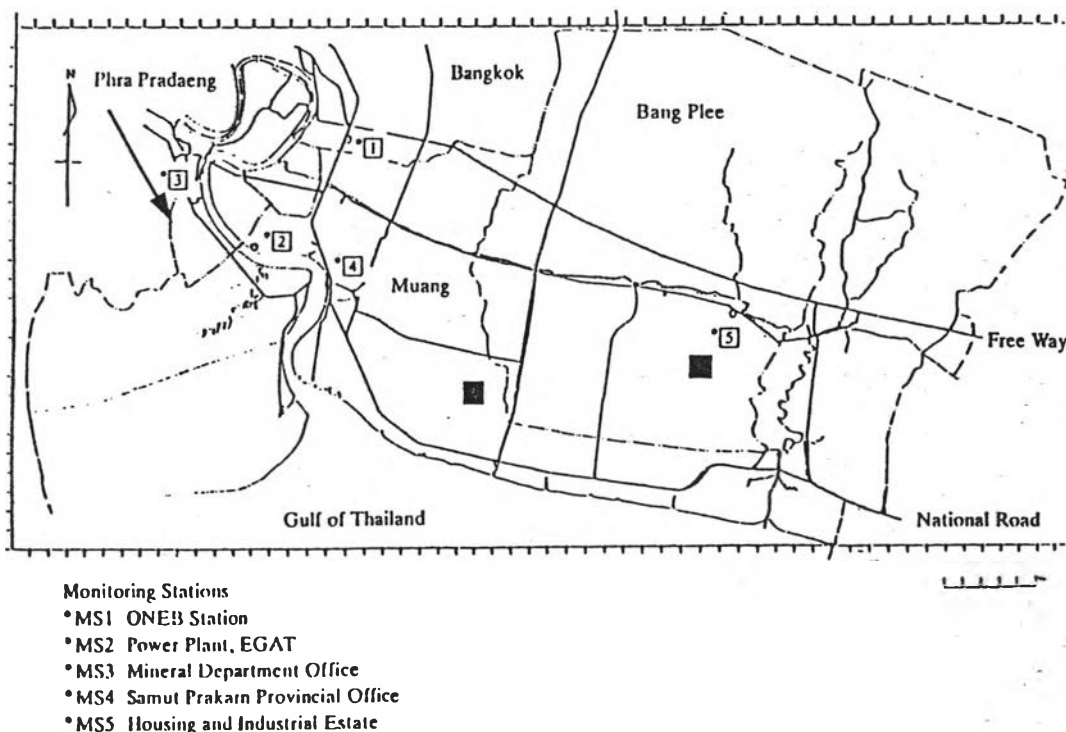 N
Phra Pradaeng
Bangkok
Bang Plee
1
3
2
4
Muang
5
Free Way
Gulf of Thailand
National Road
Monitoring Stations
•MS1 ONEB Station
•MS2 Power Plant, EGAT
•MS3 Mineral Department Office
•MS4 Samut Prakarn Provincial Office
•MS5 Housing and Industrial Estate